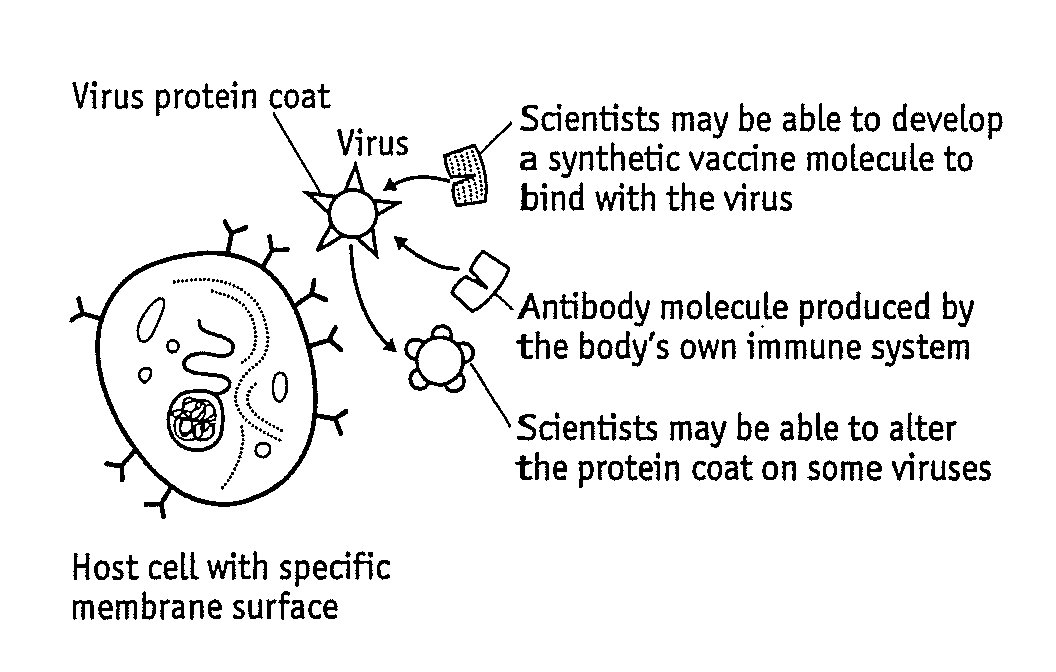 Virus protein coat
Virus
Scientists may be able to develop
a synthetic vaccine molecule to
bind with the virus
Antibody molecule produced by
the body's own immune system
Scientists may be able to alter
the protein coat on some viruses
Host cell with specific
membrane surface